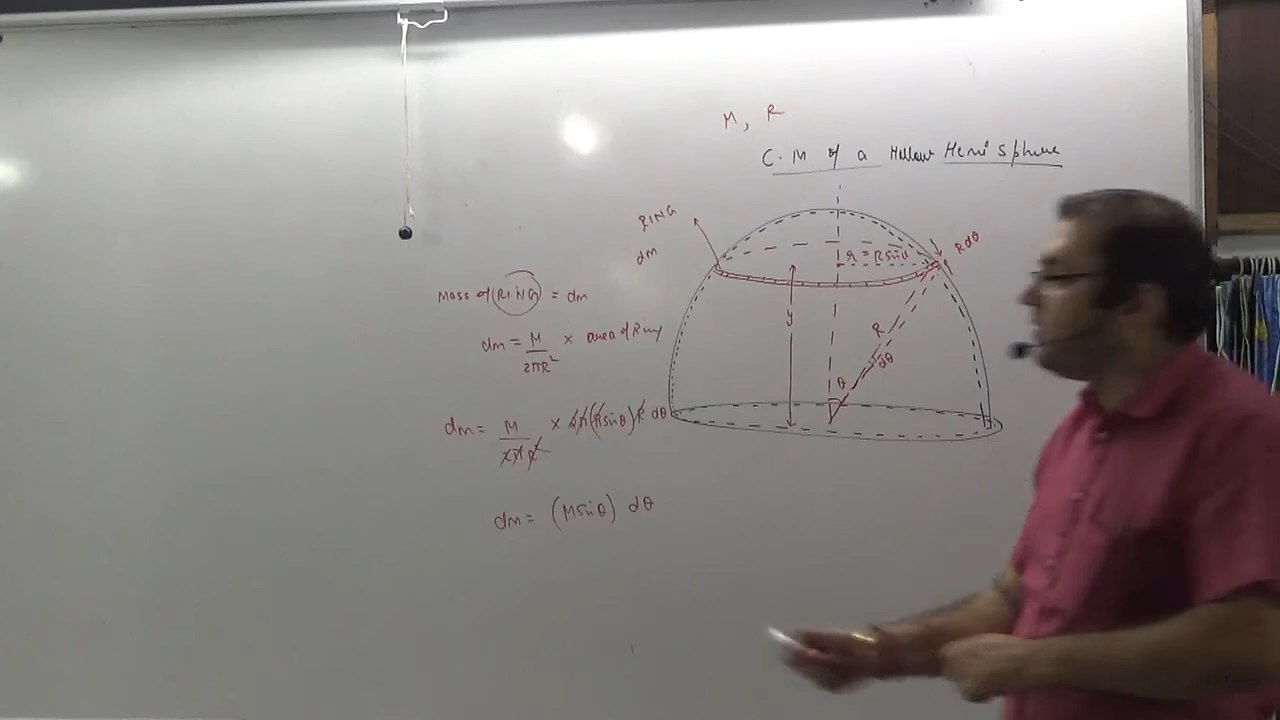 M, R
C.M of a Hollow Hemisphere
RING
dm
r = Rsinθ
Rdθ
y
R
dθ
θ
Mass of (RING) = dm
dm = M/2πR² × area of Ring
dm = M/2πR² × 2π(Rsinθ) R dθ
dm = (Msinθ) dθ